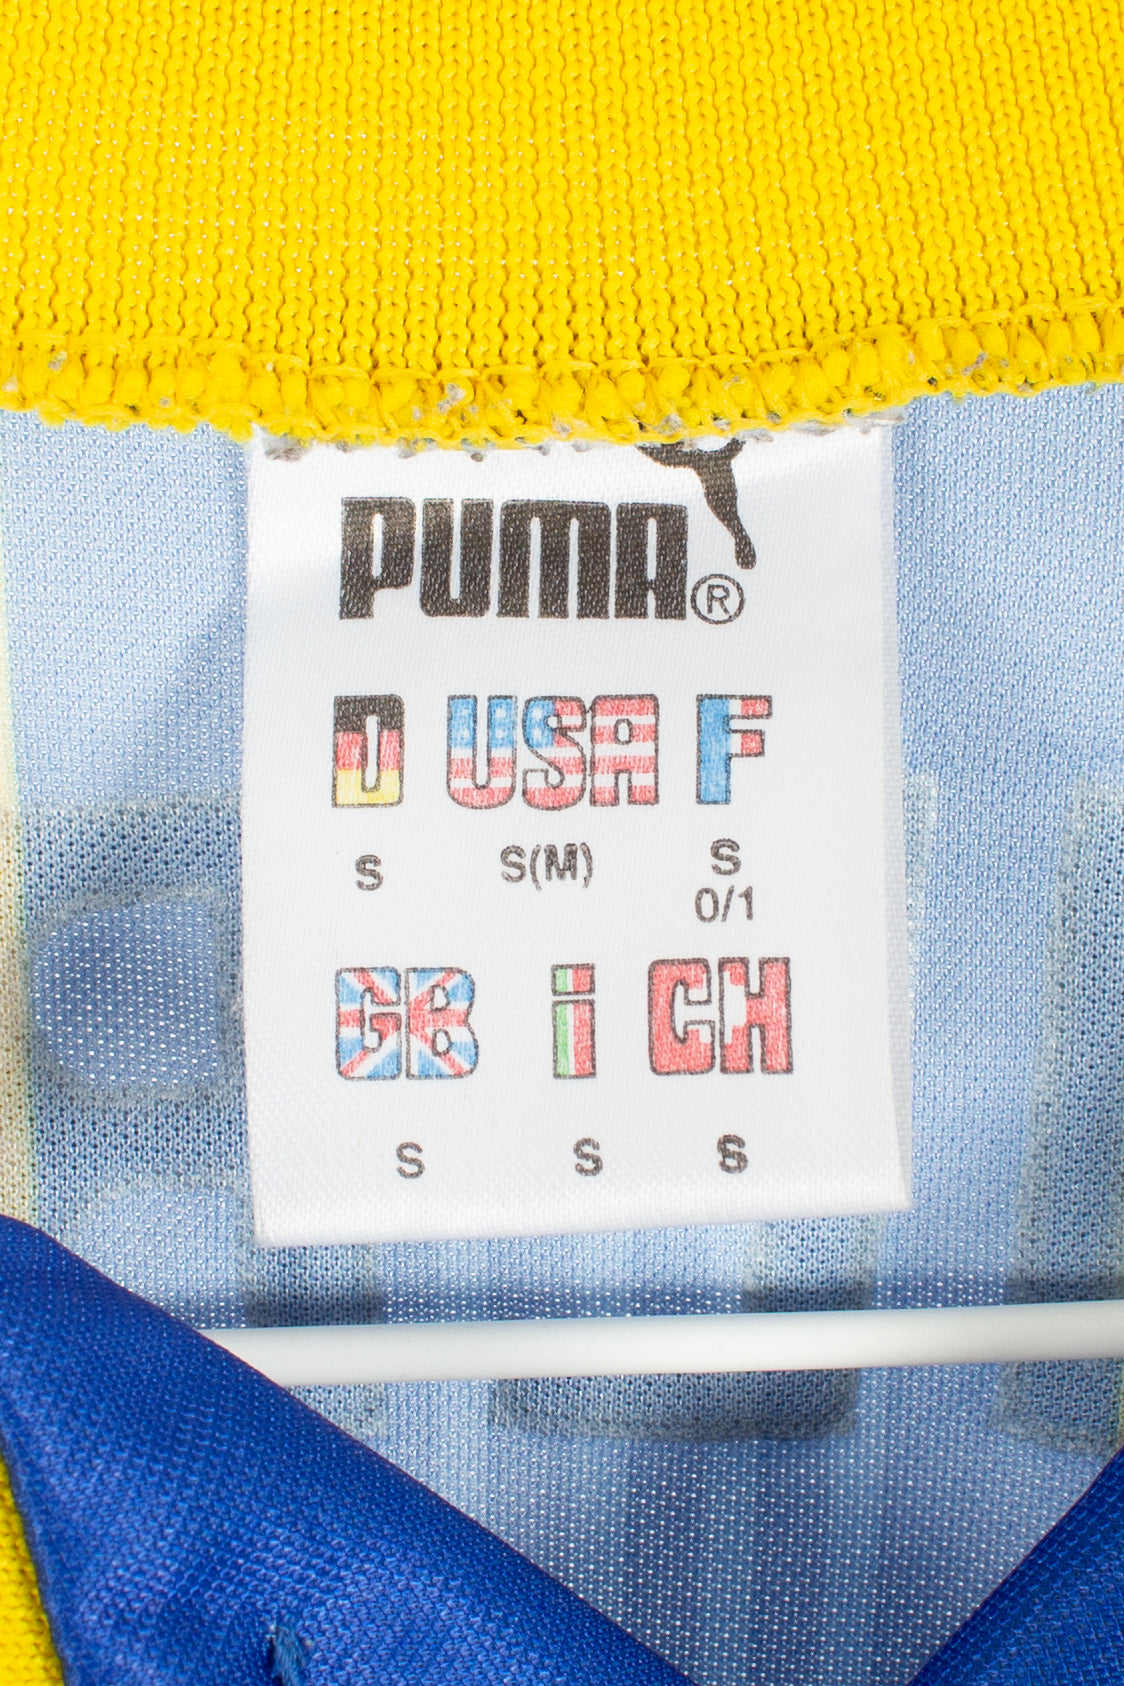 PUMA®
D USA F
S S(M) S
0/1
GB i CH
S S S